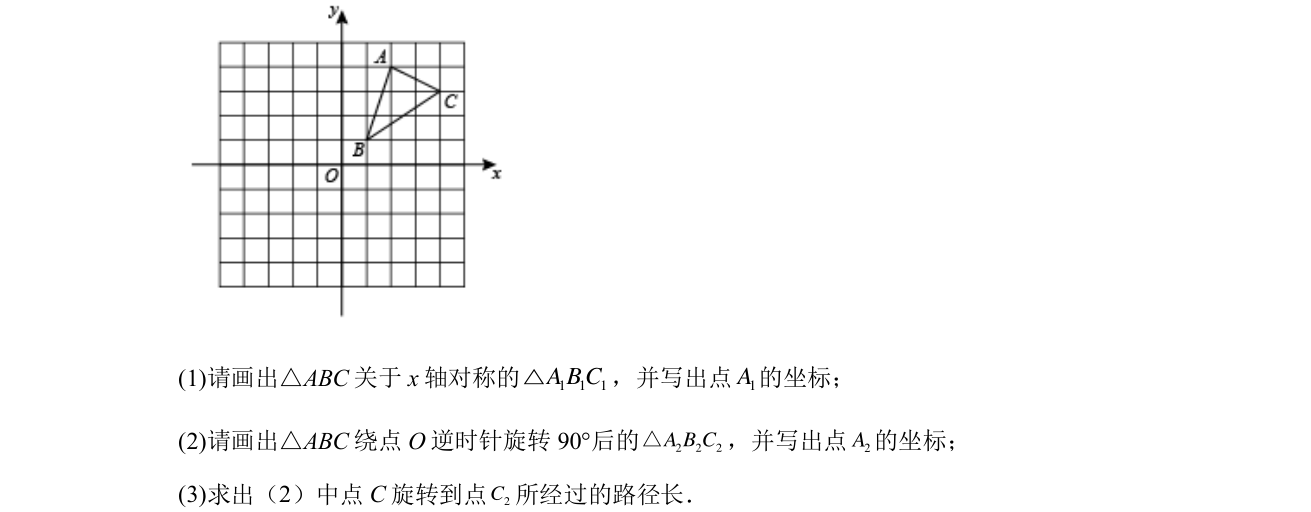 y
A
C
B
O
x
(1)请画出△ABC关于x轴对称的△A₁B₁C₁，并写出点A₁的坐标；
(2)请画出△ABC绕点O逆时针旋转90°后的△A₂B₂C₂，并写出点A₂的坐标；
(3)求出（2）中点C旋转到点C₂所经过的路径长．